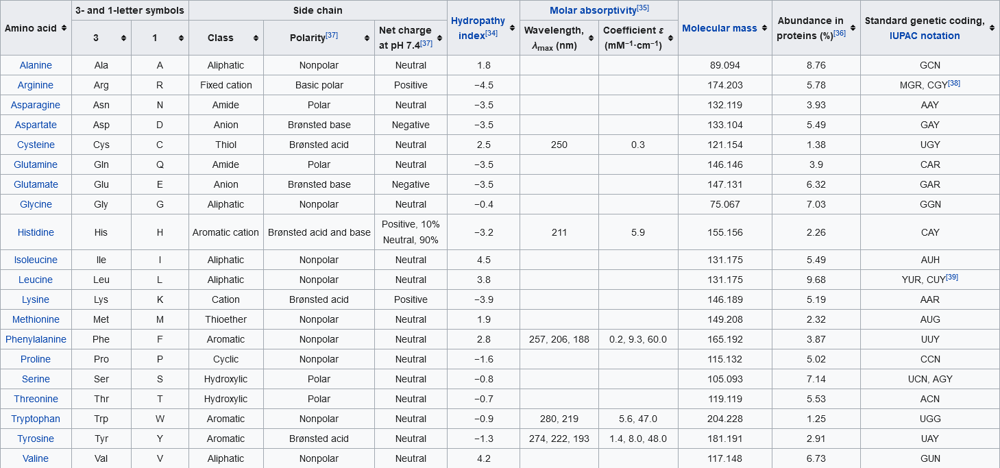 Amino acid 3- and 1-letter symbols Side chain Hydropathy index[34] Molar absorptivity[35] Molecular mass Abundance in proteins (%)[36] Standard genetic coding, IUPAC notation
3 1 Class Polarity[37] Net charge at pH 7.4[37] Wavelength, λmax (nm) Coefficient ε (mM−1·cm−1)
Alanine Ala A Aliphatic Nonpolar Neutral 1.8 89.094 8.76 GCN
Arginine Arg R Fixed cation Basic polar Positive −4.5 174.203 5.78 MGR, CGY[38]
Asparagine Asn N Amide Polar Neutral −3.5 132.119 3.93 AAY
Aspartate Asp D Anion Brønsted base Negative −3.5 133.104 5.49 GAY
Cysteine Cys C Thiol Brønsted acid Neutral 2.5 250 0.3 121.154 1.38 UGY
Glutamine Gln Q Amide Polar Neutral −3.5 146.146 3.9 CAR
Glutamate Glu E Anion Brønsted base Negative −3.5 147.131 6.32 GAR
Glycine Gly G Aliphatic Nonpolar Neutral −0.4 75.067 7.03 GGN
Histidine His H Aromatic cation Brønsted acid and base Positive, 10% Neutral, 90% −3.2 211 5.9 155.156 2.26 CAY
Isoleucine Ile I Aliphatic Nonpolar Neutral 4.5 131.175 5.49 AUH
Leucine Leu L Aliphatic Nonpolar Neutral 3.8 131.175 9.68 YUR, CUY[39]
Lysine Lys K Cation Brønsted acid Positive −3.9 146.189 5.19 AAR
Methionine Met M Thioether Nonpolar Neutral 1.9 149.208 2.32 AUG
Phenylalanine Phe F Aromatic Nonpolar Neutral 2.8 257, 206, 188 0.2, 9.3, 60.0 165.192 3.87 UUY
Proline Pro P Cyclic Nonpolar Neutral −1.6 115.132 5.02 CCN
Serine Ser S Hydroxylic Polar Neutral −0.8 105.093 7.14 UCN, AGY
Threonine Thr T Hydroxylic Polar Neutral −0.7 119.119 5.53 ACN
Tryptophan Trp W Aromatic Nonpolar Neutral −0.9 280, 219 5.6, 47.0 204.228 1.25 UGG
Tyrosine Tyr Y Aromatic Brønsted acid Neutral −1.3 274, 222, 193 1.4, 8.0, 48.0 181.191 2.91 UAY
Valine Val V Aliphatic Nonpolar Neutral 4.2 117.148 6.73 GUN